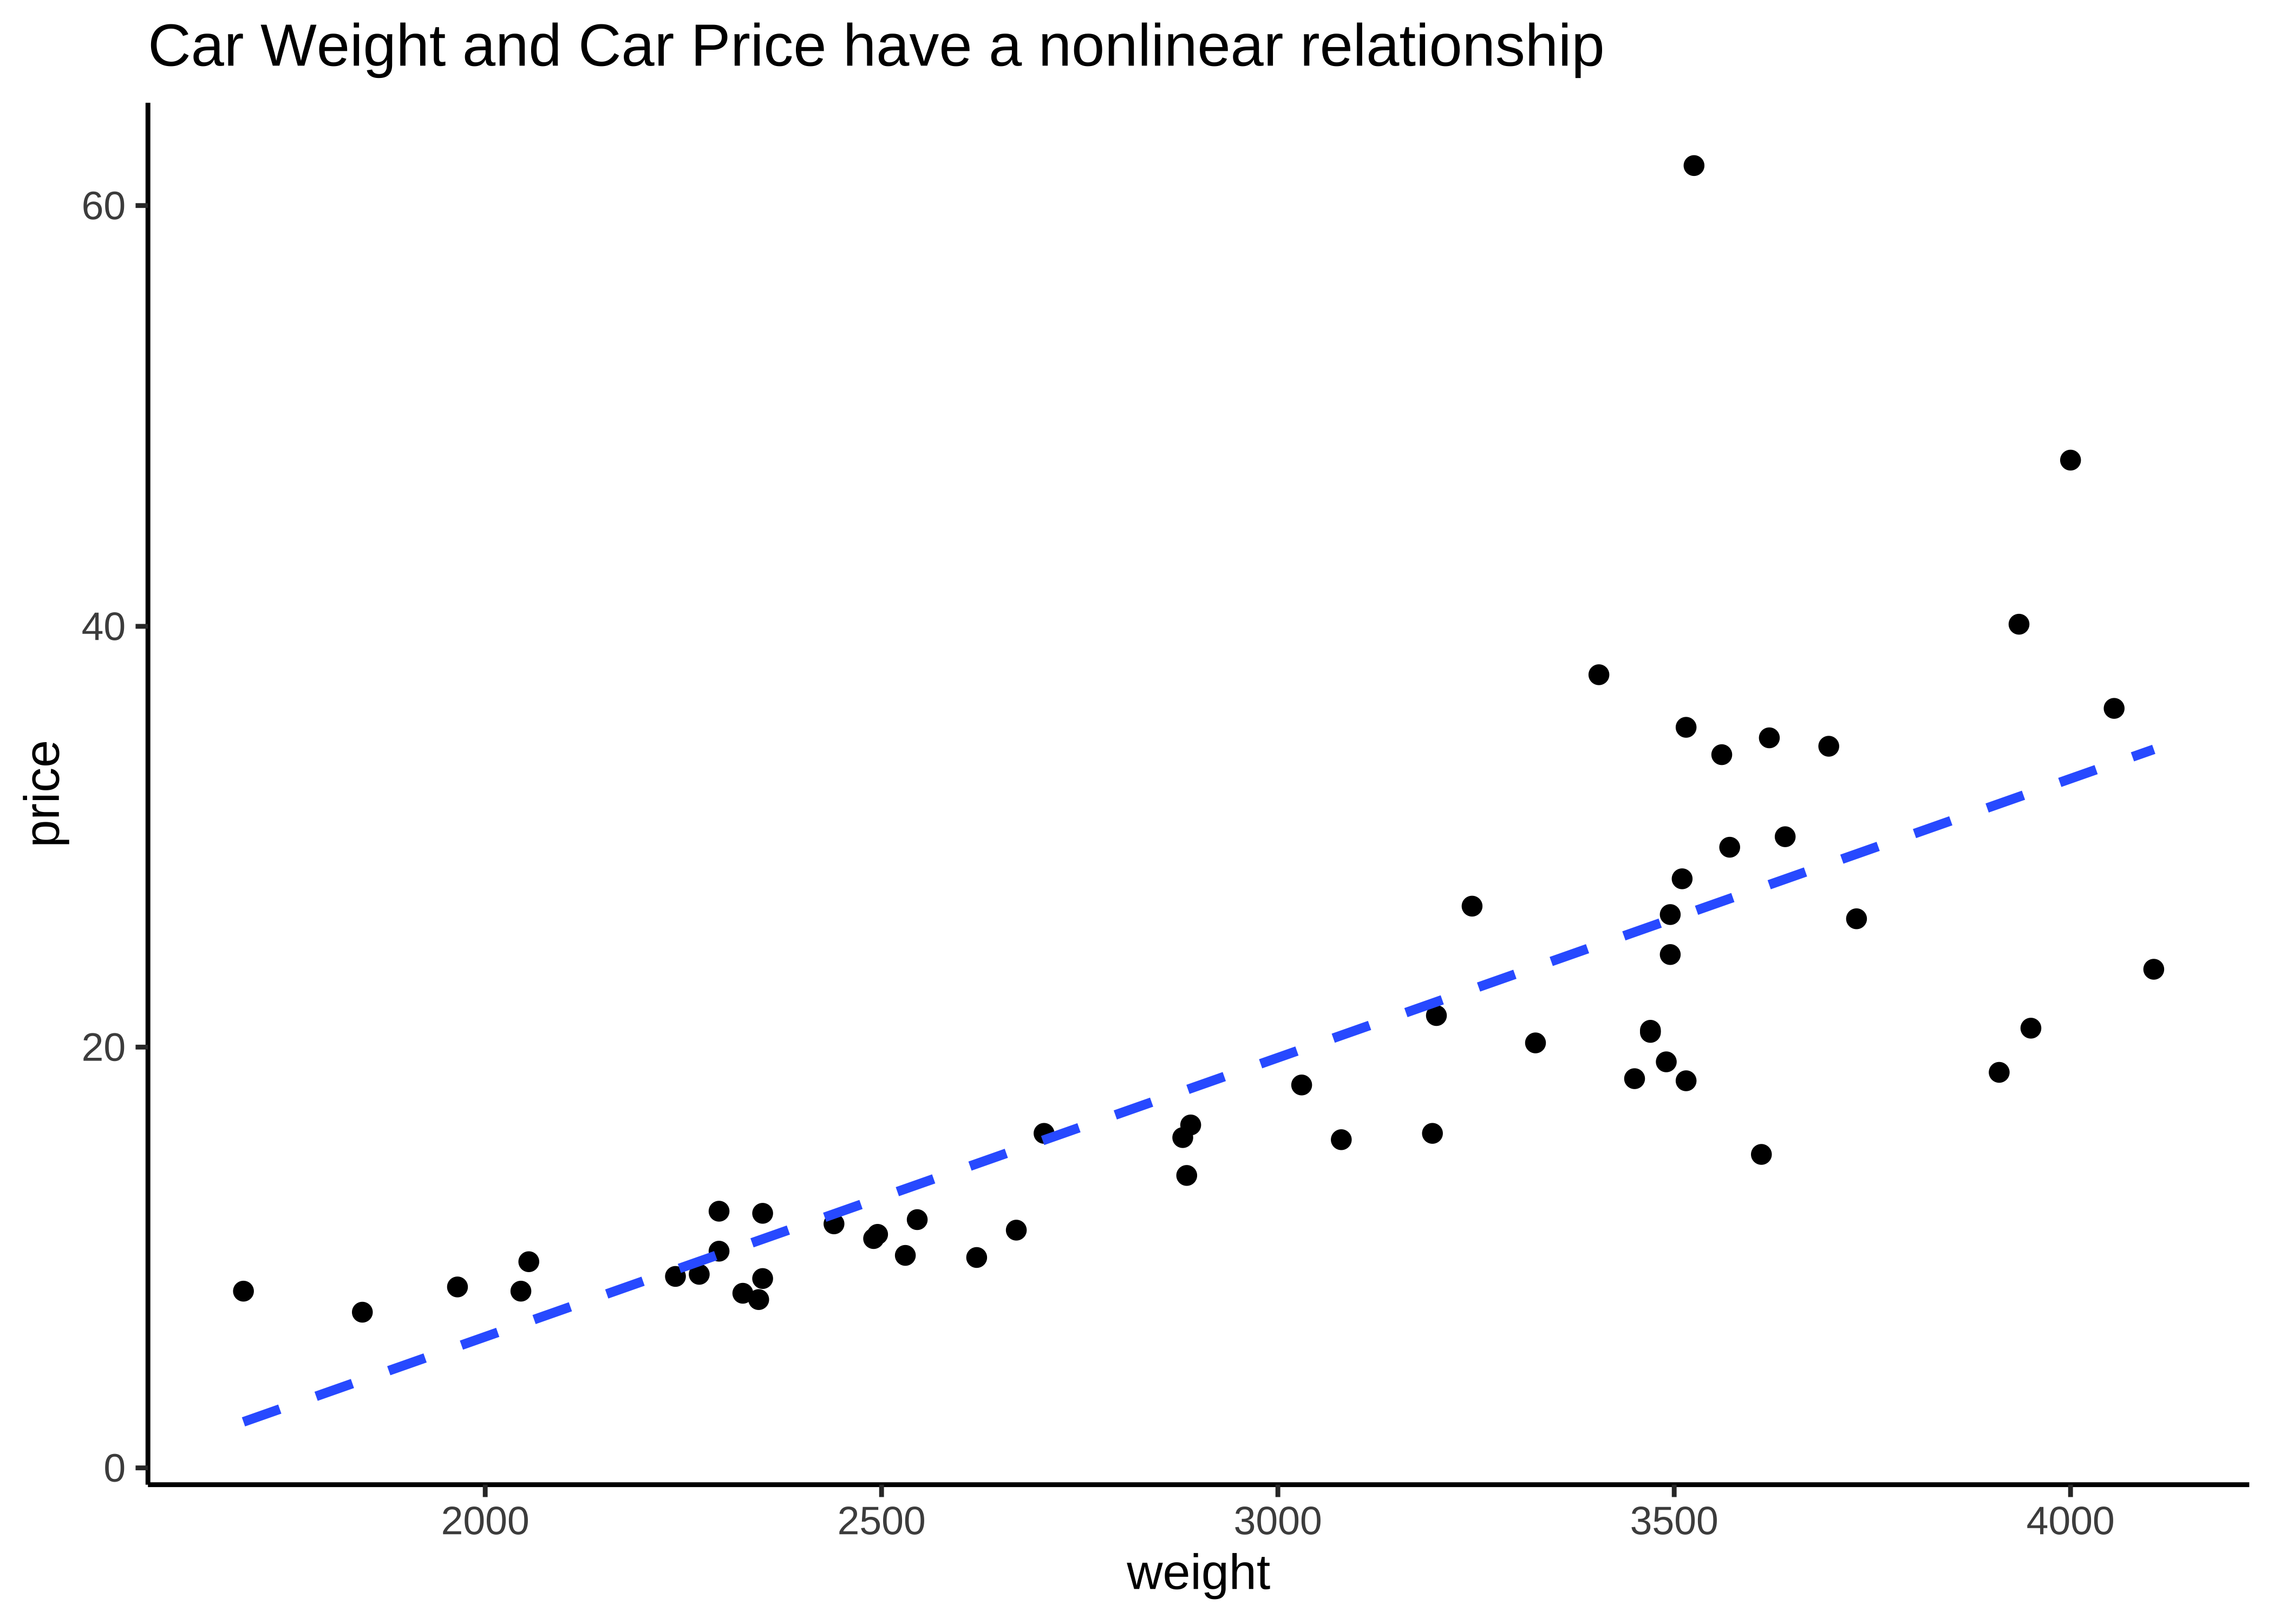 Car Weight and Car Price have a nonlinear relationship
60
40
20
0
price
2000 2500 3000 3500 4000
weight